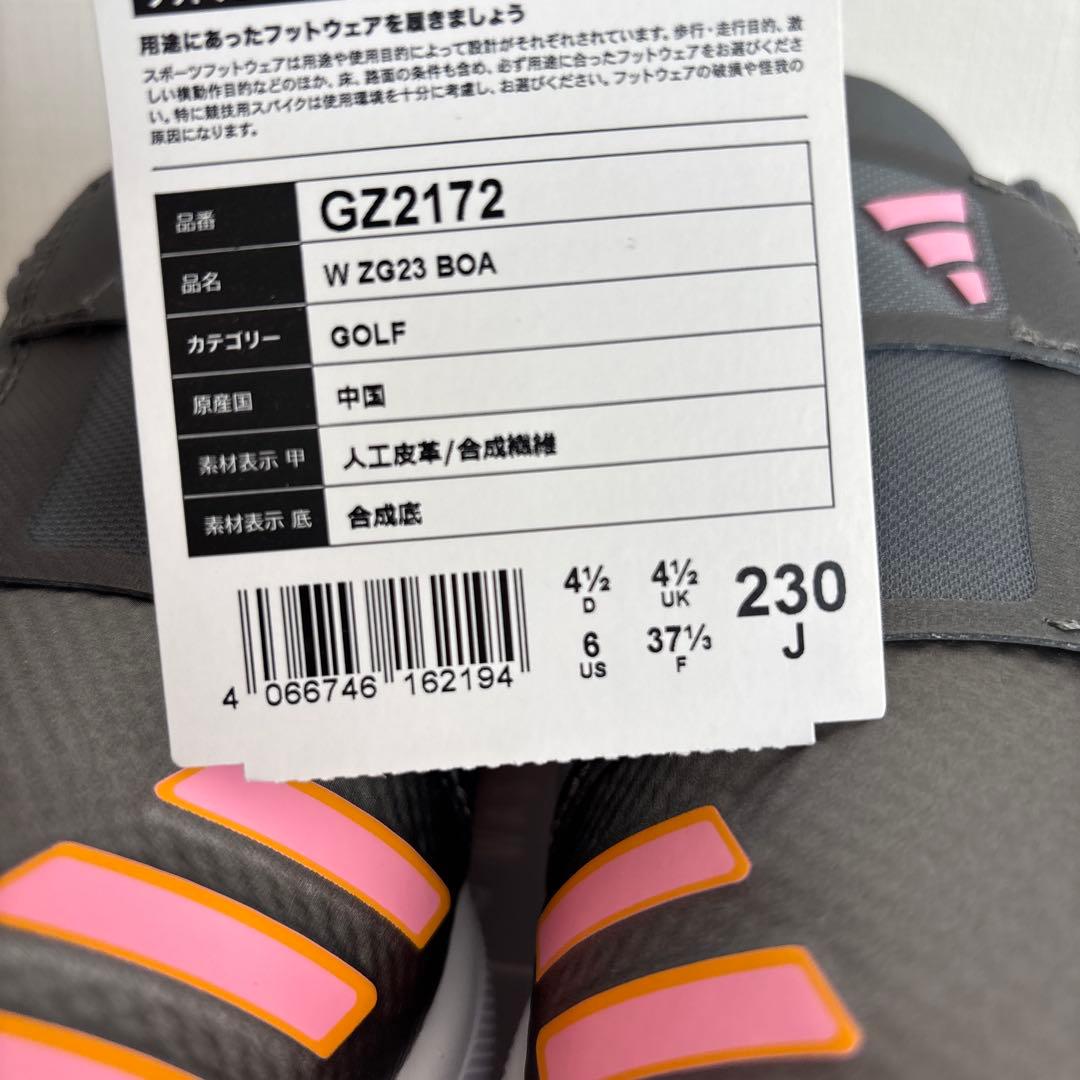 用途にあったフットウェアを履きましょう
スポーツフットウェアは用途や使用目的によって設計がそれぞれされています。歩行・走行目的、激
しい横動作目的などのほか、床、路面の条件も含め、必ず用途に合ったフットウェアをお選びくださ
い。特に競技用スパイクは使用環境を十分に考慮し、お選びください。フットウェアの破損や怪我の
原因になります。
品番 GZ2172
品名 W ZG23 BOA
カテゴリー GOLF
原産国 中国
素材表示 甲 人工皮革/合成繊維
素材表示 底 合成底
4½ 4½ 230
D UK J
6 37⅓
US F
4 066746 162194